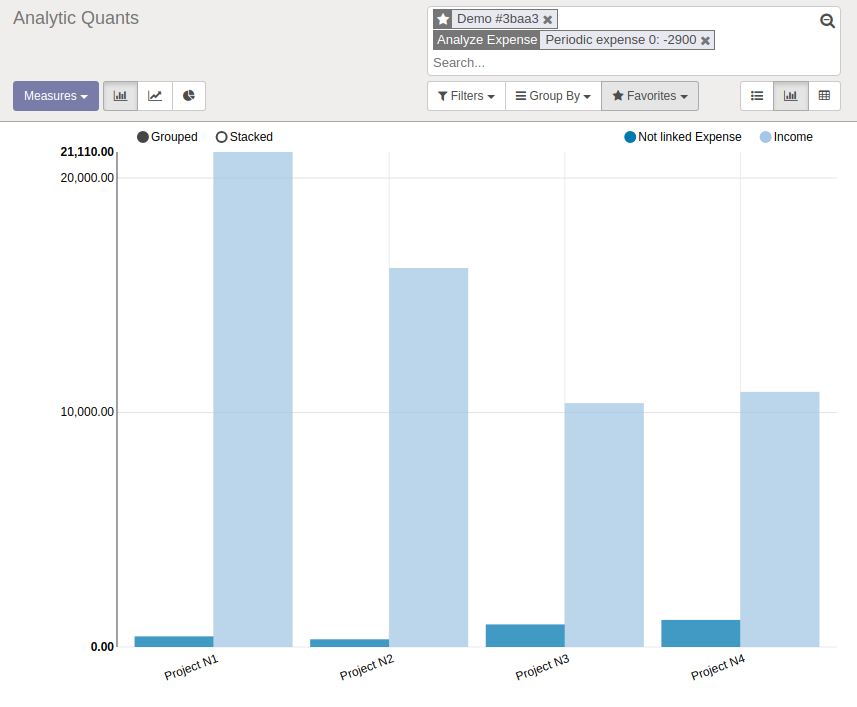 Analytic Quants
Demo #3baa3
Analyze Expense Periodic expense 0: -2900
Search...
Measures
Filters Group By Favorites
Grouped Stacked
Not linked Expense Income
21,110.00
20,000.00
10,000.00
0.00
Project N1
Project N2
Project N3
Project N4